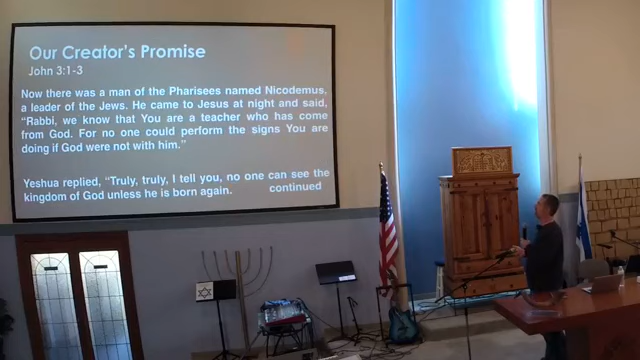 Our Creator's Promise
John 3:1-3
Now there was a man of the Pharisees named Nicodemus,
a leader of the Jews. He came to Jesus at night and said,
"Rabbi, we know that You are a teacher who has come
from God. For no one could perform the signs You are
doing if God were not with him."
Yeshua replied, "Truly, truly, I tell you, no one can see the
kingdom of God unless he is born again. continued